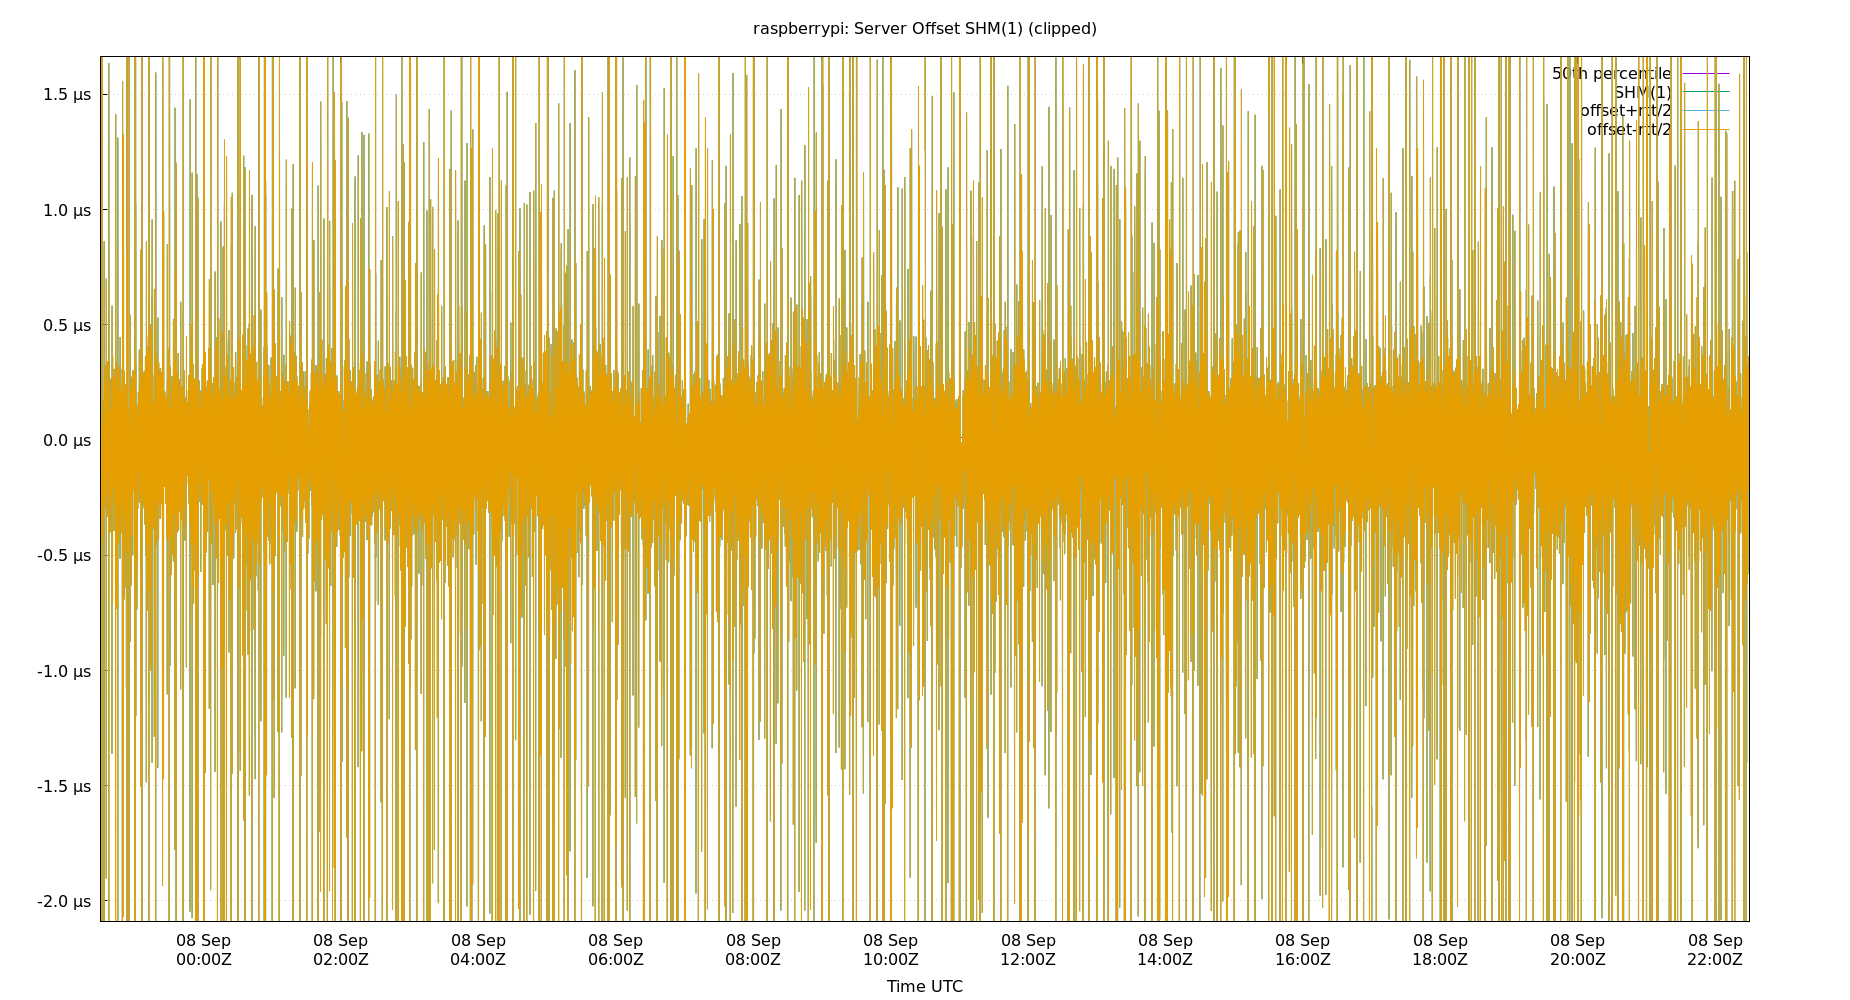 raspberrypi: Server Offset SHM(1) (clipped)
50th percentile
SHM(1)
offset+rtt/2
offset-rtt/2
1.5 µs
1.0 µs
0.5 µs
0.0 µs
-0.5 µs
-1.0 µs
-1.5 µs
-2.0 µs
08 Sep 08 Sep 08 Sep 08 Sep 08 Sep 08 Sep 08 Sep 08 Sep 08 Sep 08 Sep 08 Sep 08 Sep
00:00Z 02:00Z 04:00Z 06:00Z 08:00Z 10:00Z 12:00Z 14:00Z 16:00Z 18:00Z 20:00Z 22:00Z
Time UTC